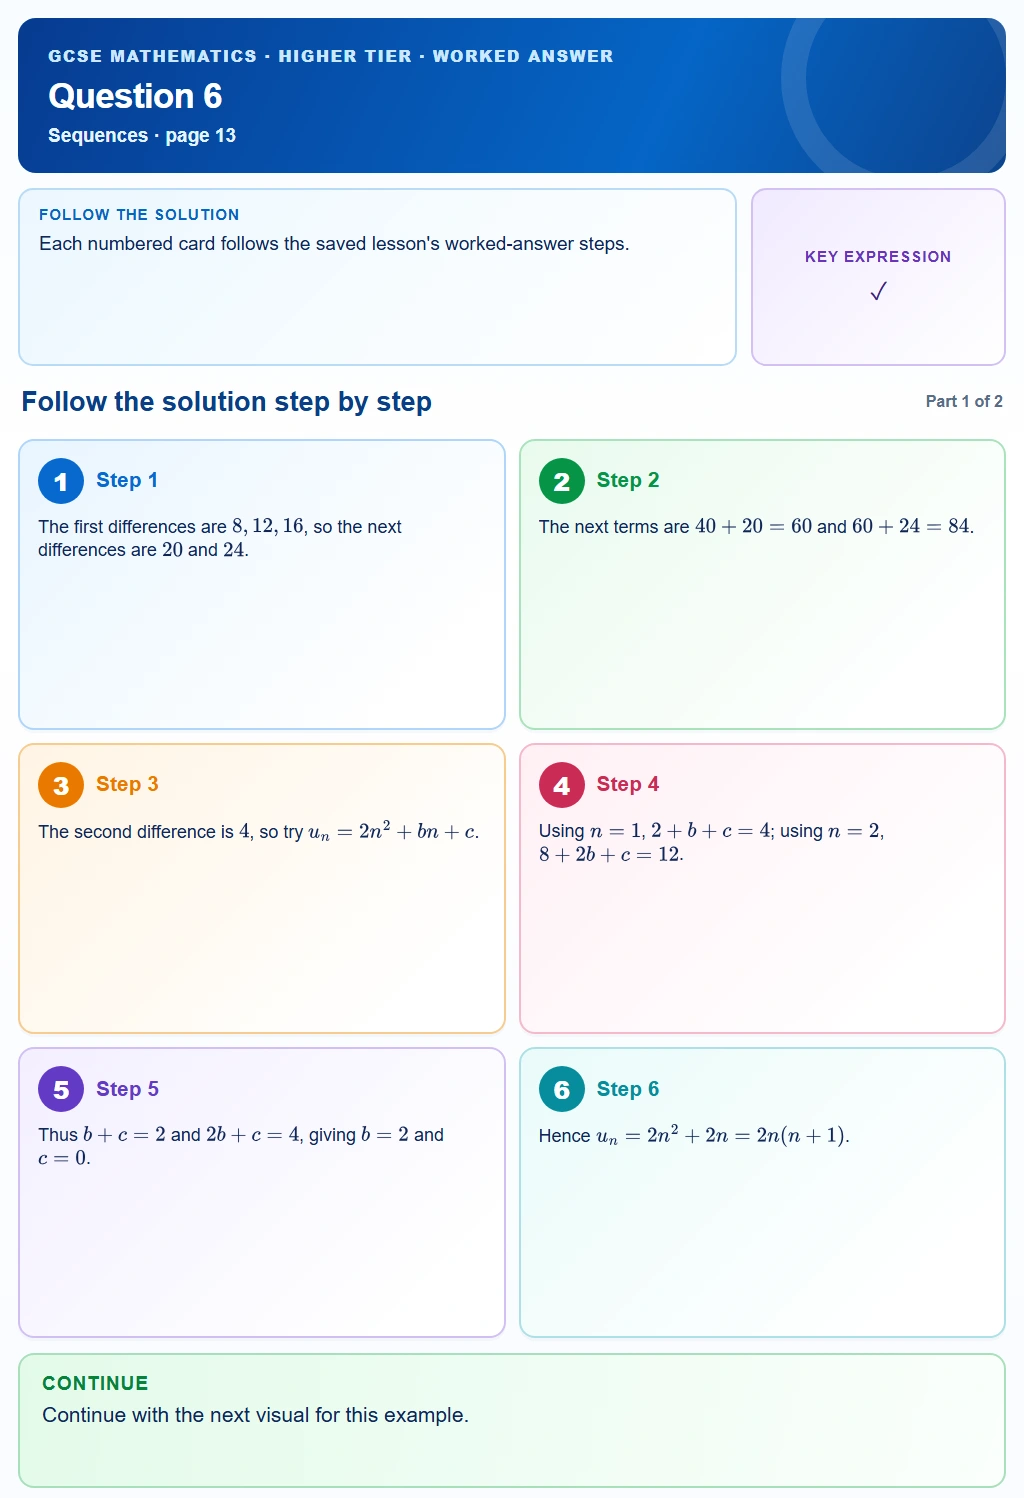 GCSE MATHEMATICS · HIGHER TIER · WORKED ANSWER
Question 6
Sequences · page 13
FOLLOW THE SOLUTION
Each numbered card follows the saved lesson's worked-answer steps.
KEY EXPRESSION
✓
Follow the solution step by step
Part 1 of 2
1 Step 1
The first differences are 8, 12, 16, so the next
differences are 20 and 24.
2 Step 2
The next terms are 40 + 20 = 60 and 60 + 24 = 84.
3 Step 3
The second difference is 4, so try uₙ = 2n² + bn + c.
4 Step 4
Using n = 1, 2 + b + c = 4; using n = 2,
8 + 2b + c = 12.
5 Step 5
Thus b + c = 2 and 2b + c = 4, giving b = 2 and
c = 0.
6 Step 6
Hence uₙ = 2n² + 2n = 2n(n + 1).
CONTINUE
Continue with the next visual for this example.